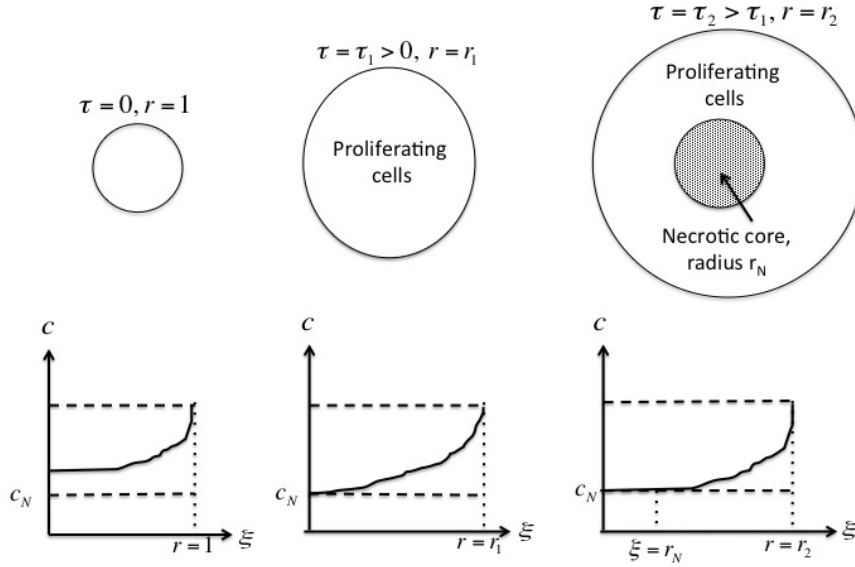 τ = 0, r = 1
τ = τ₁ > 0, r = r₁
Proliferating
cells
τ = τ₂ > τ₁, r = r₂
Proliferating
cells
Necrotic core,
radius r_N
c
c_N
r = 1
ξ
c
c_N
r = r₁
ξ
c
c_N
ξ = r_N
r = r₂
ξ